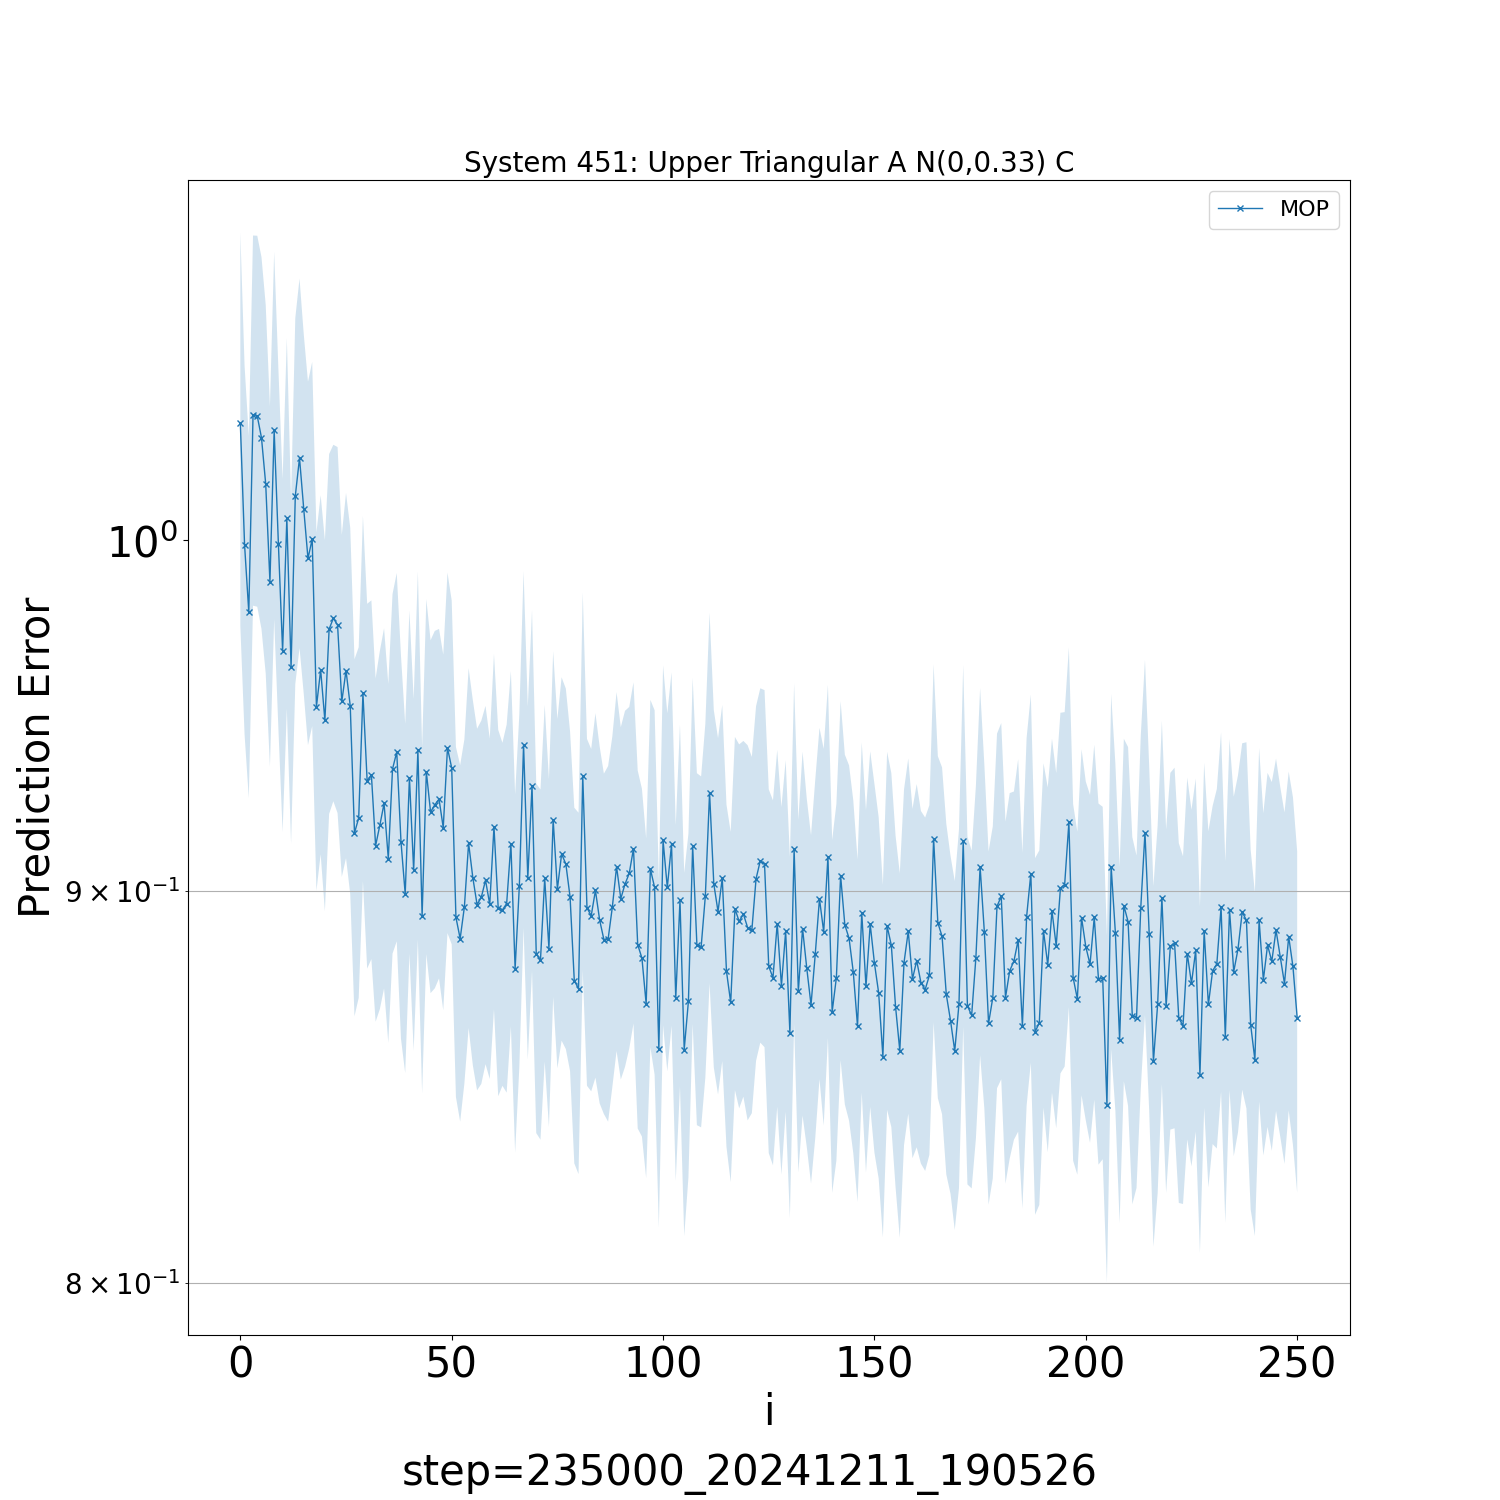 System 451: Upper Triangular A N(0,0.33) C
MOP
Prediction Error
10⁰
9 × 10⁻¹
8 × 10⁻¹
0 50 100 150 200 250
i
step=235000_20241211_190526